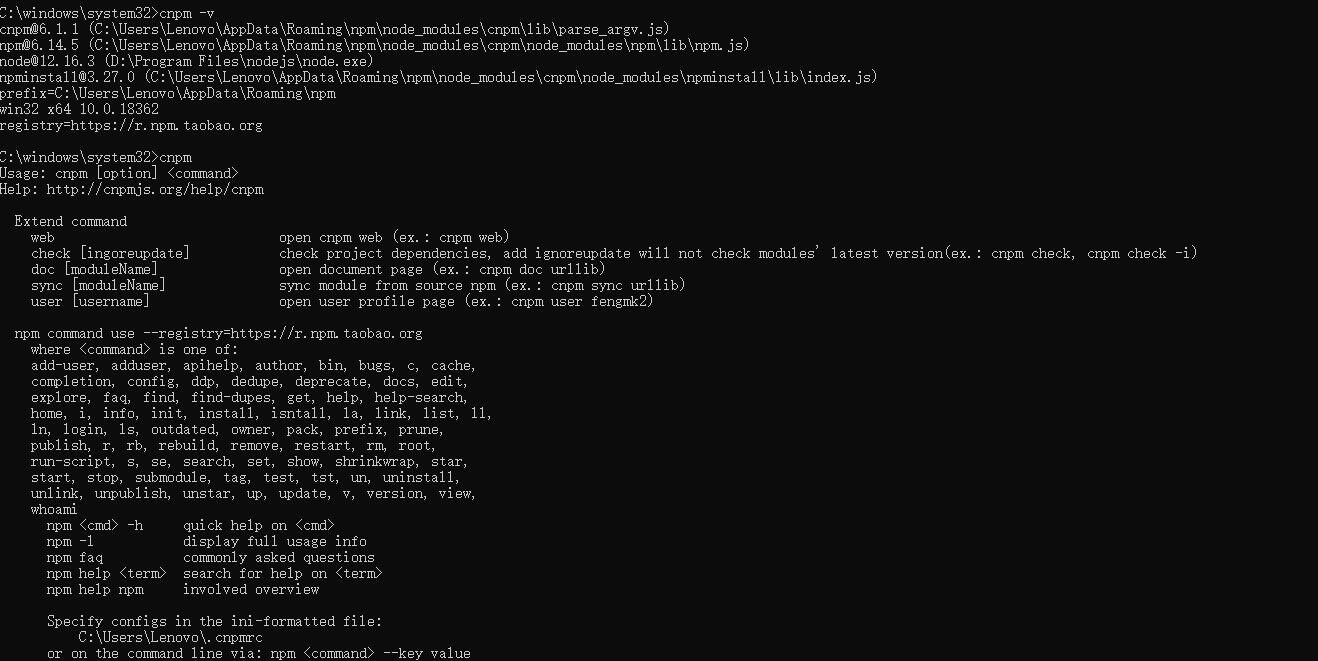 C:\windows\system32>cnpm -v
cnpm@6.1.1 (C:\Users\Lenovo\AppData\Roaming\npm\node_modules\cnpm\lib\parse_argv.js)
npm@6.14.5 (C:\Users\Lenovo\AppData\Roaming\npm\node_modules\cnpm\node_modules\npm\lib\npm.js)
node@12.16.3 (D:\Program Files\nodejs\node.exe)
npminstall@3.27.0 (C:\Users\Lenovo\AppData\Roaming\npm\node_modules\cnpm\node_modules\npminstall\lib\index.js)
prefix=C:\Users\Lenovo\AppData\Roaming\npm
win32 x64 10.0.18362
registry=https://r.npm.taobao.org
C:\windows\system32>cnpm
Usage: cnpm [option] <command>
Help: http://cnpmjs.org/help/cnpm
Extend command
web open cnpm web (ex.: cnpm web)
check [ingoreupdate] check project dependencies, add ignoreupdate will not check modules' latest version(ex.: cnpm check, cnpm check -i)
doc [moduleName] open document page (ex.: cnpm doc urllib)
sync [moduleName] sync module from source npm (ex.: cnpm sync urllib)
user [username] open user profile page (ex.: cnpm user fengmk2)
npm command use --registry=https://r.npm.taobao.org
where <command> is one of:
add-user, adduser, apihelp, author, bin, bugs, c, cache,
completion, config, ddp, dedupe, deprecate, docs, edit,
explore, faq, find, find-dupes, get, help, help-search,
home, i, info, init, install, isntall, la, link, list, ll,
ln, login, ls, outdated, owner, pack, prefix, prune,
publish, r, rb, rebuild, remove, restart, rm, root,
run-script, s, se, search, set, show, shrinkwrap, star,
start, stop, submodule, tag, test, tst, un, uninstall,
unlink, unpublish, unstar, up, update, v, version, view,
whoami
npm <cmd> -h quick help on <cmd>
npm -l display full usage info
npm faq commonly asked questions
npm help <term> search for help on <term>
npm help npm involved overview
Specify configs in the ini-formatted file:
C:\Users\Lenovo\.cnpmrc
or on the command line via: npm <command> --key value